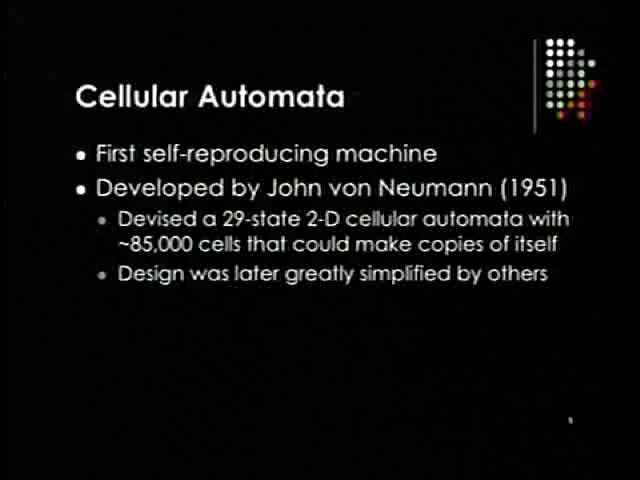 Cellular Automata
● First self-reproducing machine
● Developed by John von Neumann (1951)
● Devised a 29-state 2-D cellular automata with
~85,000 cells that could make copies of itself
● Design was later greatly simplified by others